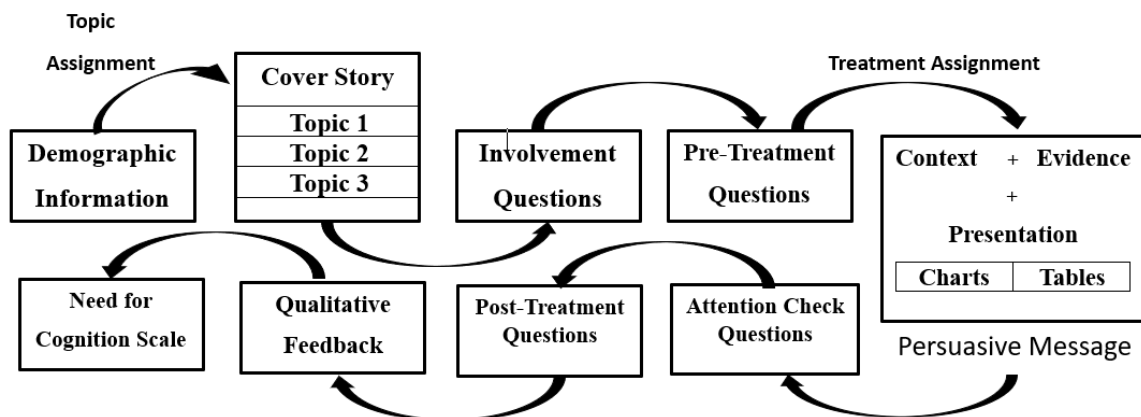 Topic
Assignment
Demographic
Information
Cover Story
Topic 1
Topic 2
Topic 3
Involvement
Questions
Pre-Treatment
Questions
Treatment Assignment
Context + Evidence
+
Presentation
Charts Tables
Persuasive Message
Attention Check
Questions
Post-Treatment
Questions
Qualitative
Feedback
Need for
Cognition Scale